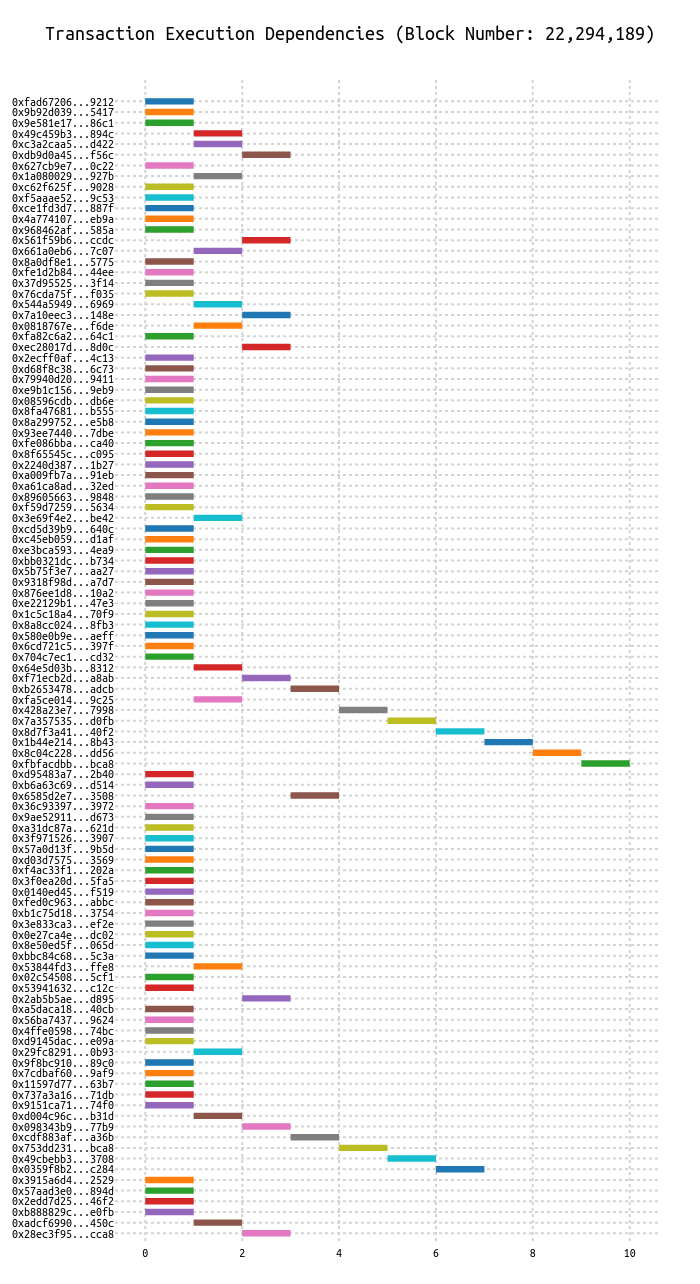 Transaction Execution Dependencies (Block Number: 22,294,189)
0xfad67206...9212
0x9b92d039...5417
0x9e581e17...86c1
0x49c459b3...894c
0xc3a2caa5...d422
0xdb9d0a45...f56c
0x627cb9e7...0c22
0x1a080029...927b
0xc62f625f...9028
0xf5aaae52...9c53
0xce1fd3d7...887f
0x4a774107...eb9a
0x968462af...585a
0x561f59b6...ccdc
0x661a0eb6...7c07
0x8a0df8e1...5775
0xfe1d2b84...44ee
0x37d95525...3f14
0x76cda75f...f035
0x544a5949...6969
0x7a10eec3...148e
0x0818767e...f6de
0xfa82c6a2...64c1
0xec28017d...8d0c
0x2ecff0af...4c13
0xd68f8c38...6c73
0x79940d20...9411
0xe9b1c156...9eb9
0x08596cdb...db6e
0x8fa47681...b555
0x8a299752...e5b8
0x93ee7440...7dbe
0xfe086bba...ca40
0x8f65545c...c095
0x2240d387...1b27
0xa009fb7a...91eb
0xa61ca8ad...32ed
0x89605663...9848
0xf59d7259...5634
0x3e69f4e2...be42
0xcd5d39b9...640c
0xc45eb059...d1af
0xe3bca593...4ea9
0xbb0321dc...b734
0x5b75f3e7...aa27
0x9318f98d...a7d7
0x876ee1d8...10a2
0xe22129b1...47e3
0x1c5c18a4...70f9
0x8a8cc024...8fb3
0x580e0b9e...aeff
0x6cd721c5...397f
0x704c7ec1...cd32
0x64e5d03b...8312
0xf71ecb2d...a8ab
0xb2653478...adcb
0xfa5ce014...9c25
0x428a23e7...7998
0x7a357535...d0fb
0x8d7f3a41...40f2
0x1b44e214...8b43
0x8c04c228...dd56
0xfbfacdbb...bca8
0xd95483a7...2b40
0xb6a63c69...d514
0x6585d2e7...3508
0x36c93397...3972
0x9ae52911...d673
0xa31dc87a...621d
0x3f971526...3907
0x57a0d13f...9b5d
0xd03d7575...3569
0xf4ac33f1...202a
0x3f0ea20d...5fa5
0x0140ed45...f519
0xfed0c963...abbc
0xb1c75d18...3754
0x3e833ca3...ef2e
0x0e27ca4e...dc02
0x8e50ed5f...065d
0xbbc84c68...5c3a
0x53844fd3...ffe8
0x02c54508...5cf1
0x53941632...c12c
0x2ab5b5ae...d895
0xa5daca18...40cb
0x56ba7437...9624
0x4ffe0598...74bc
0xd9145dac...e09a
0x29fc8291...0b93
0x9f8bc910...89c0
0x7cdbaf60...9af9
0x11597d77...63b7
0x737a3a16...71db
0x9151ca71...74f0
0xd004c96c...b31d
0x098343b9...77b9
0xcdf883af...a36b
0x753dd231...bca8
0x49cbebb3...3708
0x0359f8b2...c284
0x3915a6d4...2529
0x57aad3e0...894d
0x2edd7d25...46f2
0xb888829c...e0fb
0xadcf6990...450c
0x28ec3f95...cca8
0 2 4 6 8 10